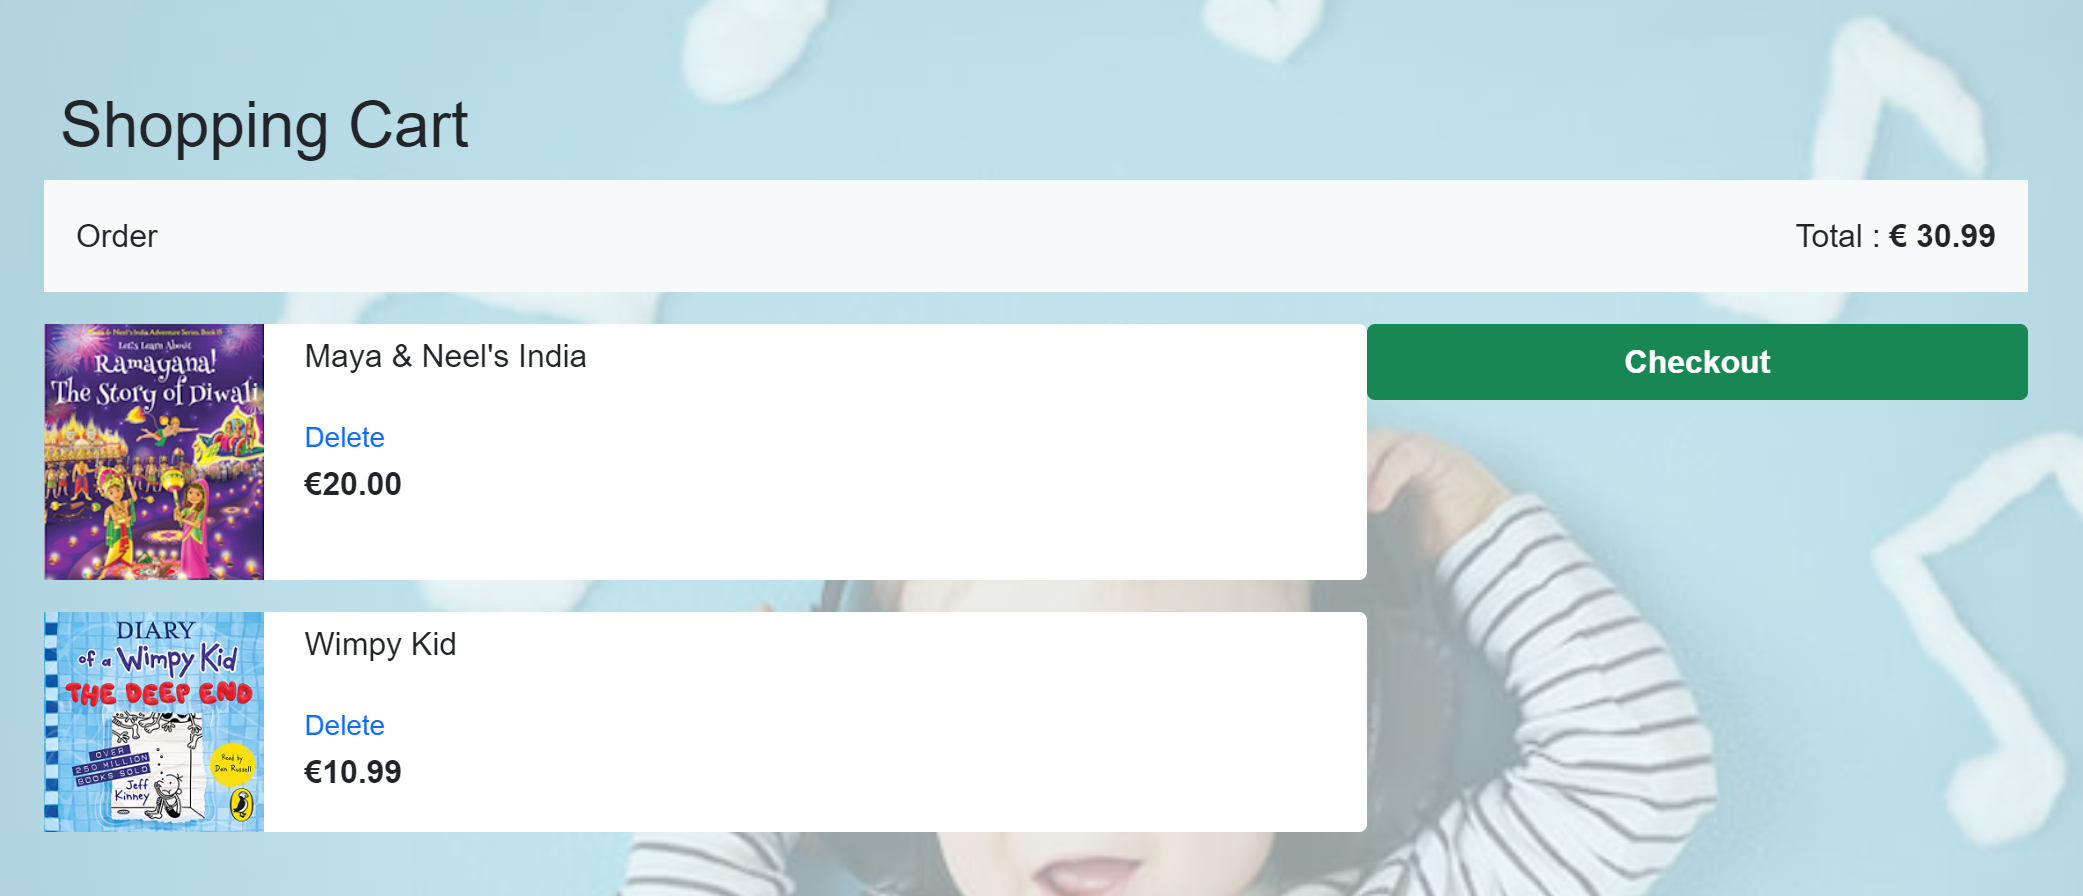 Shopping Cart
Order
Total : € 30.99
Let's Learn About
Ramayana!
The Story of Diwali
Maya & Neel's India
Delete
€20.00
Checkout
DIARY
of a Wimpy Kid
THE DEEP END
OVER
250 MILLION
BOOKS SOLD
Jeff
Kinney
Read by
Dan Russell
Wimpy Kid
Delete
€10.99